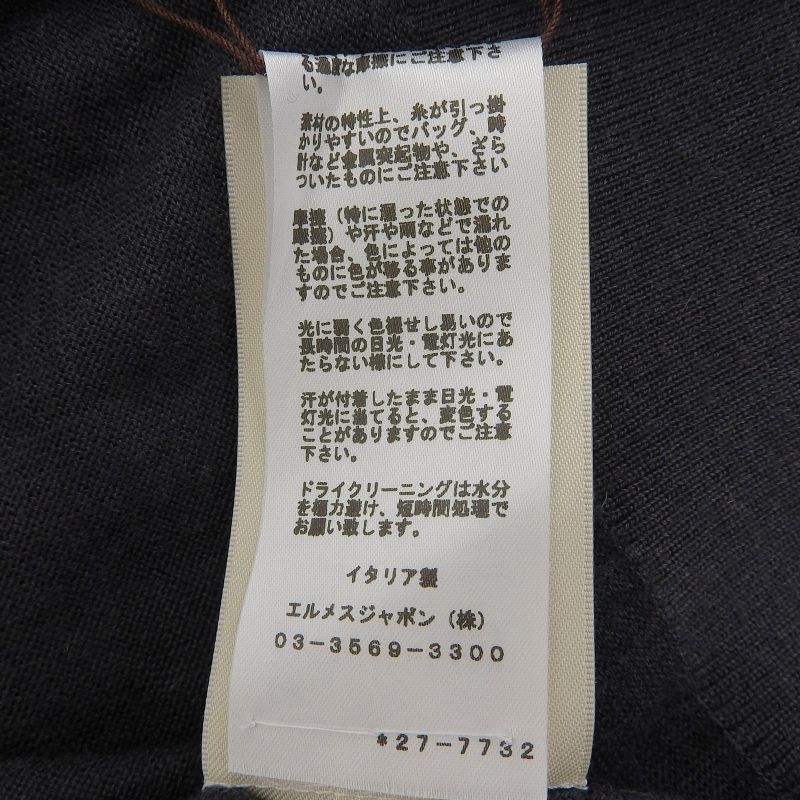 る過度な摩擦にご注意下さ
い。
素材の特性上、糸が引っ掛
かりやすいのでバッグ、時
計など金属突起物や、ざら
ついたものにご注意下さい
摩擦（特に湿った状態での
摩擦）や汗や雨などで濡れ
た場合、色によっては他の
ものに色が移る事がありま
すのでご注意下さい。
光に弱く色褪せし易いので
長時間の日光・電灯光にあ
たらない様にして下さい。
汗が付着したまま日光・電
灯光に当てると、変色する
ことがありますのでご注意
下さい。
ドライクリーニングは水分
を極力避け、短時間処理で
お願い致します。
イタリア製
エルメスジャポン（株）
03-3569-3300
*27-7732